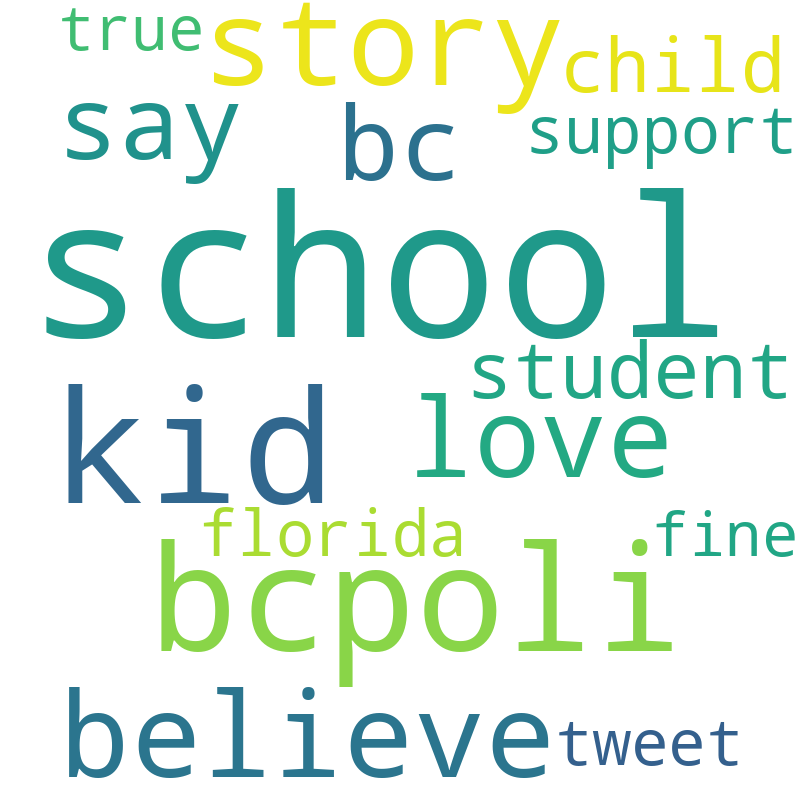 true story child
say bc support
school
student
kid love
florida fine
bcpoli
believe tweet